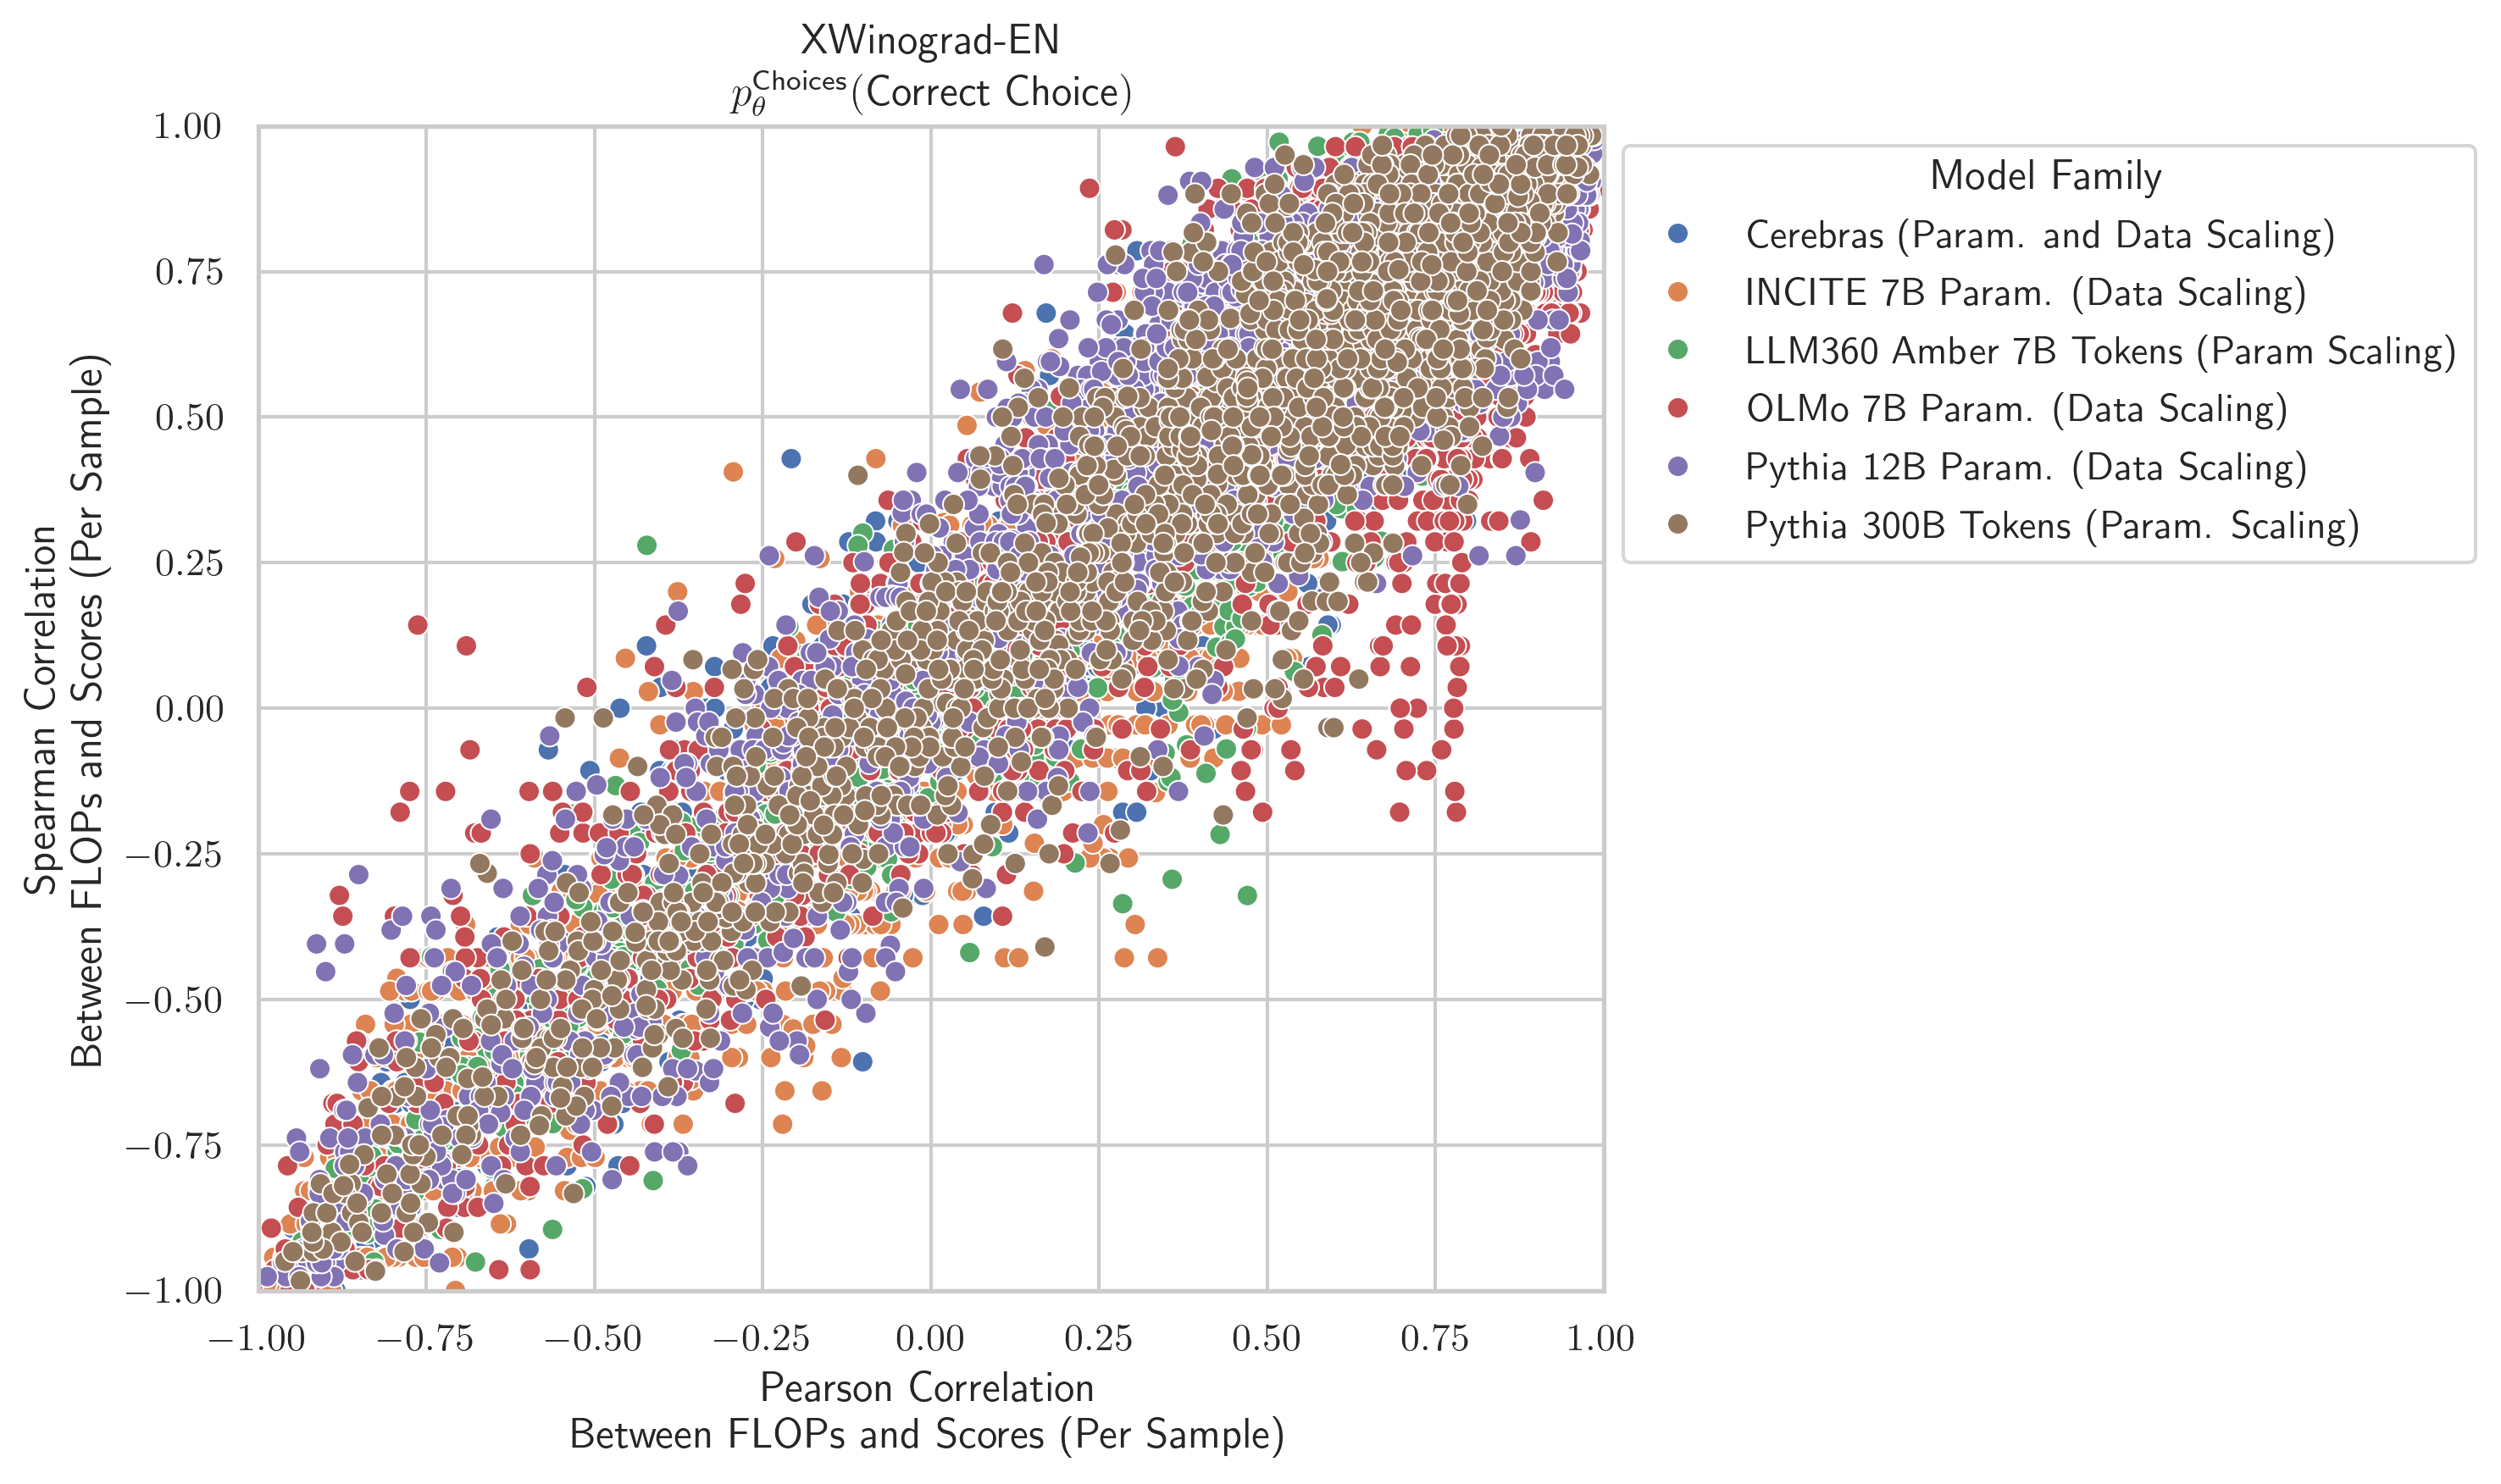 XWinograd-EN
p_θ^Choices(Correct Choice)
Spearman Correlation
Between FLOPs and Scores (Per Sample)
1.00
0.75
0.50
0.25
0.00
−0.25
−0.50
−0.75
−1.00
−1.00 −0.75 −0.50 −0.25 0.00 0.25 0.50 0.75 1.00
Pearson Correlation
Between FLOPs and Scores (Per Sample)
Model Family
Cerebras (Param. and Data Scaling)
INCITE 7B Param. (Data Scaling)
LLM360 Amber 7B Tokens (Param Scaling)
OLMo 7B Param. (Data Scaling)
Pythia 12B Param. (Data Scaling)
Pythia 300B Tokens (Param. Scaling)